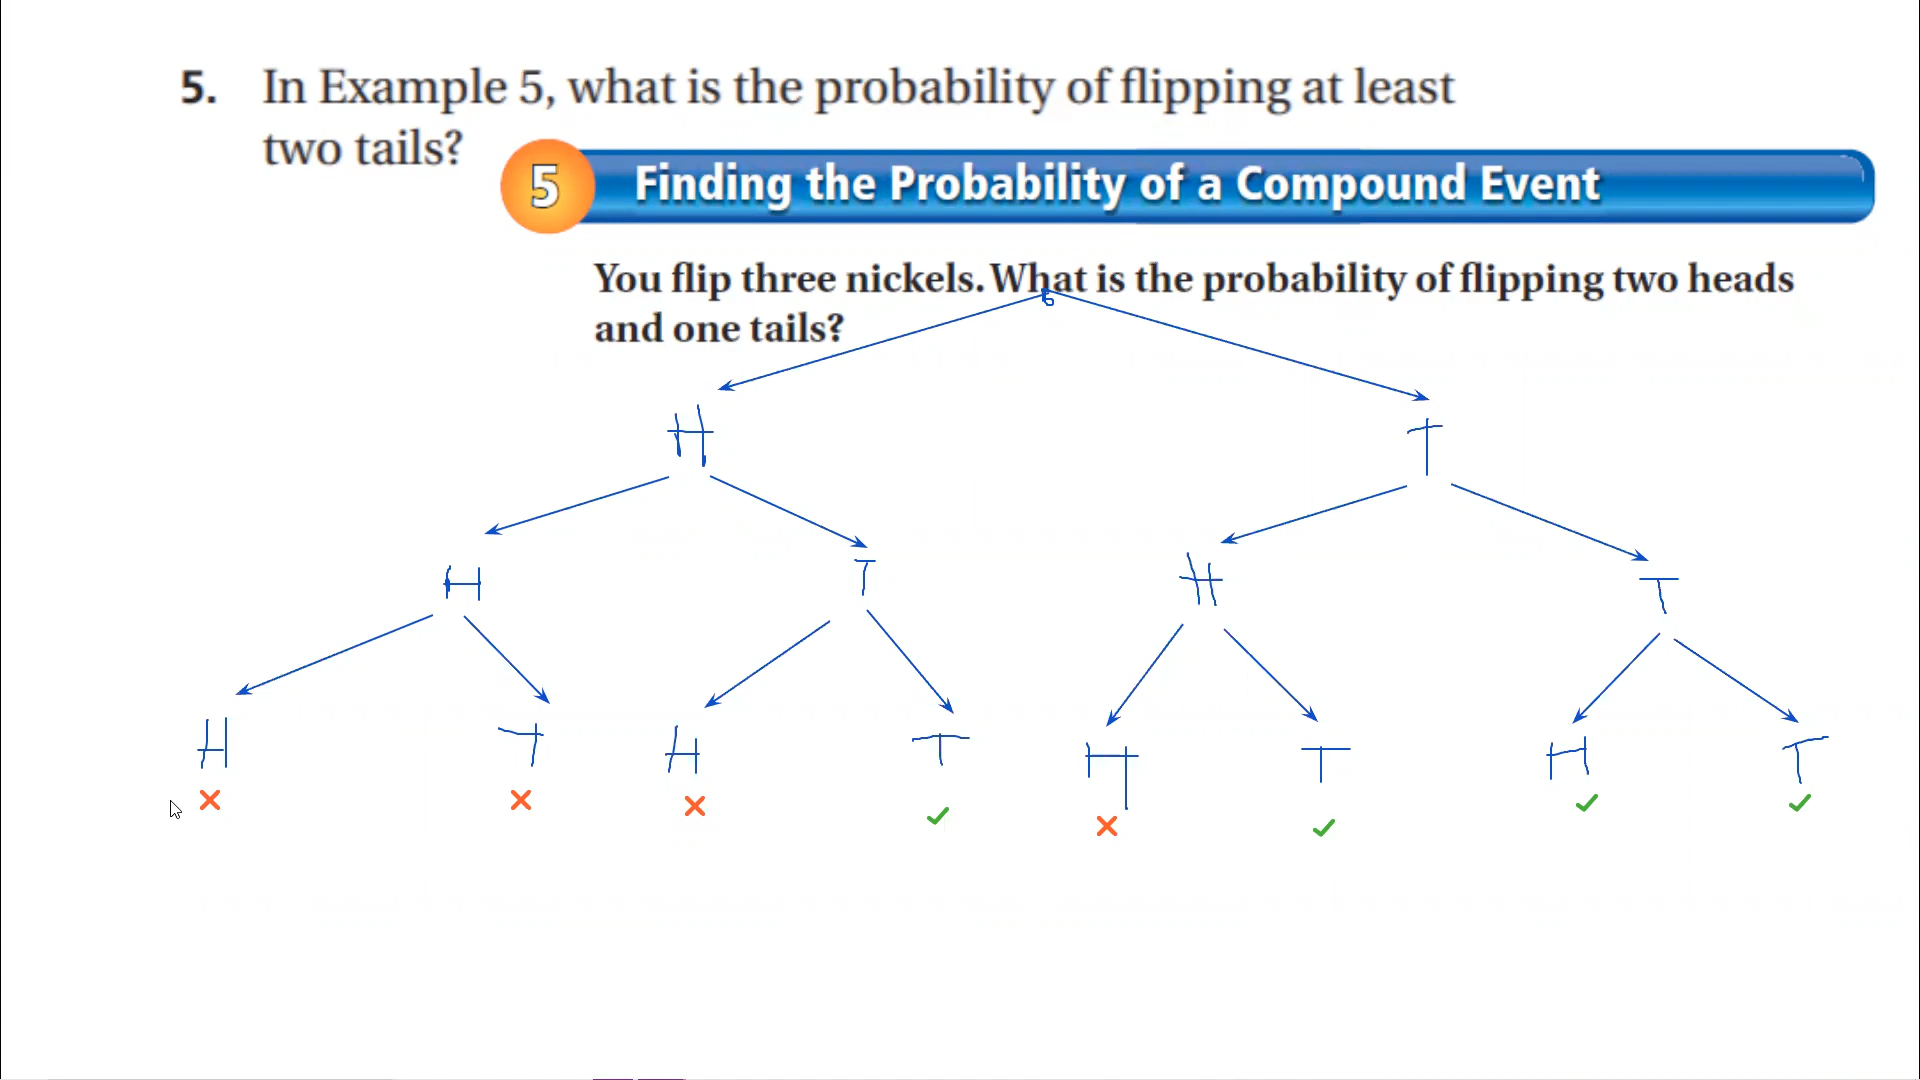 5. In Example 5, what is the probability of flipping at least
two tails?
5 Finding the Probability of a Compound Event
You flip three nickels. What is the probability of flipping two heads
and one tails?
H T
H T H T
H T H T H T H T